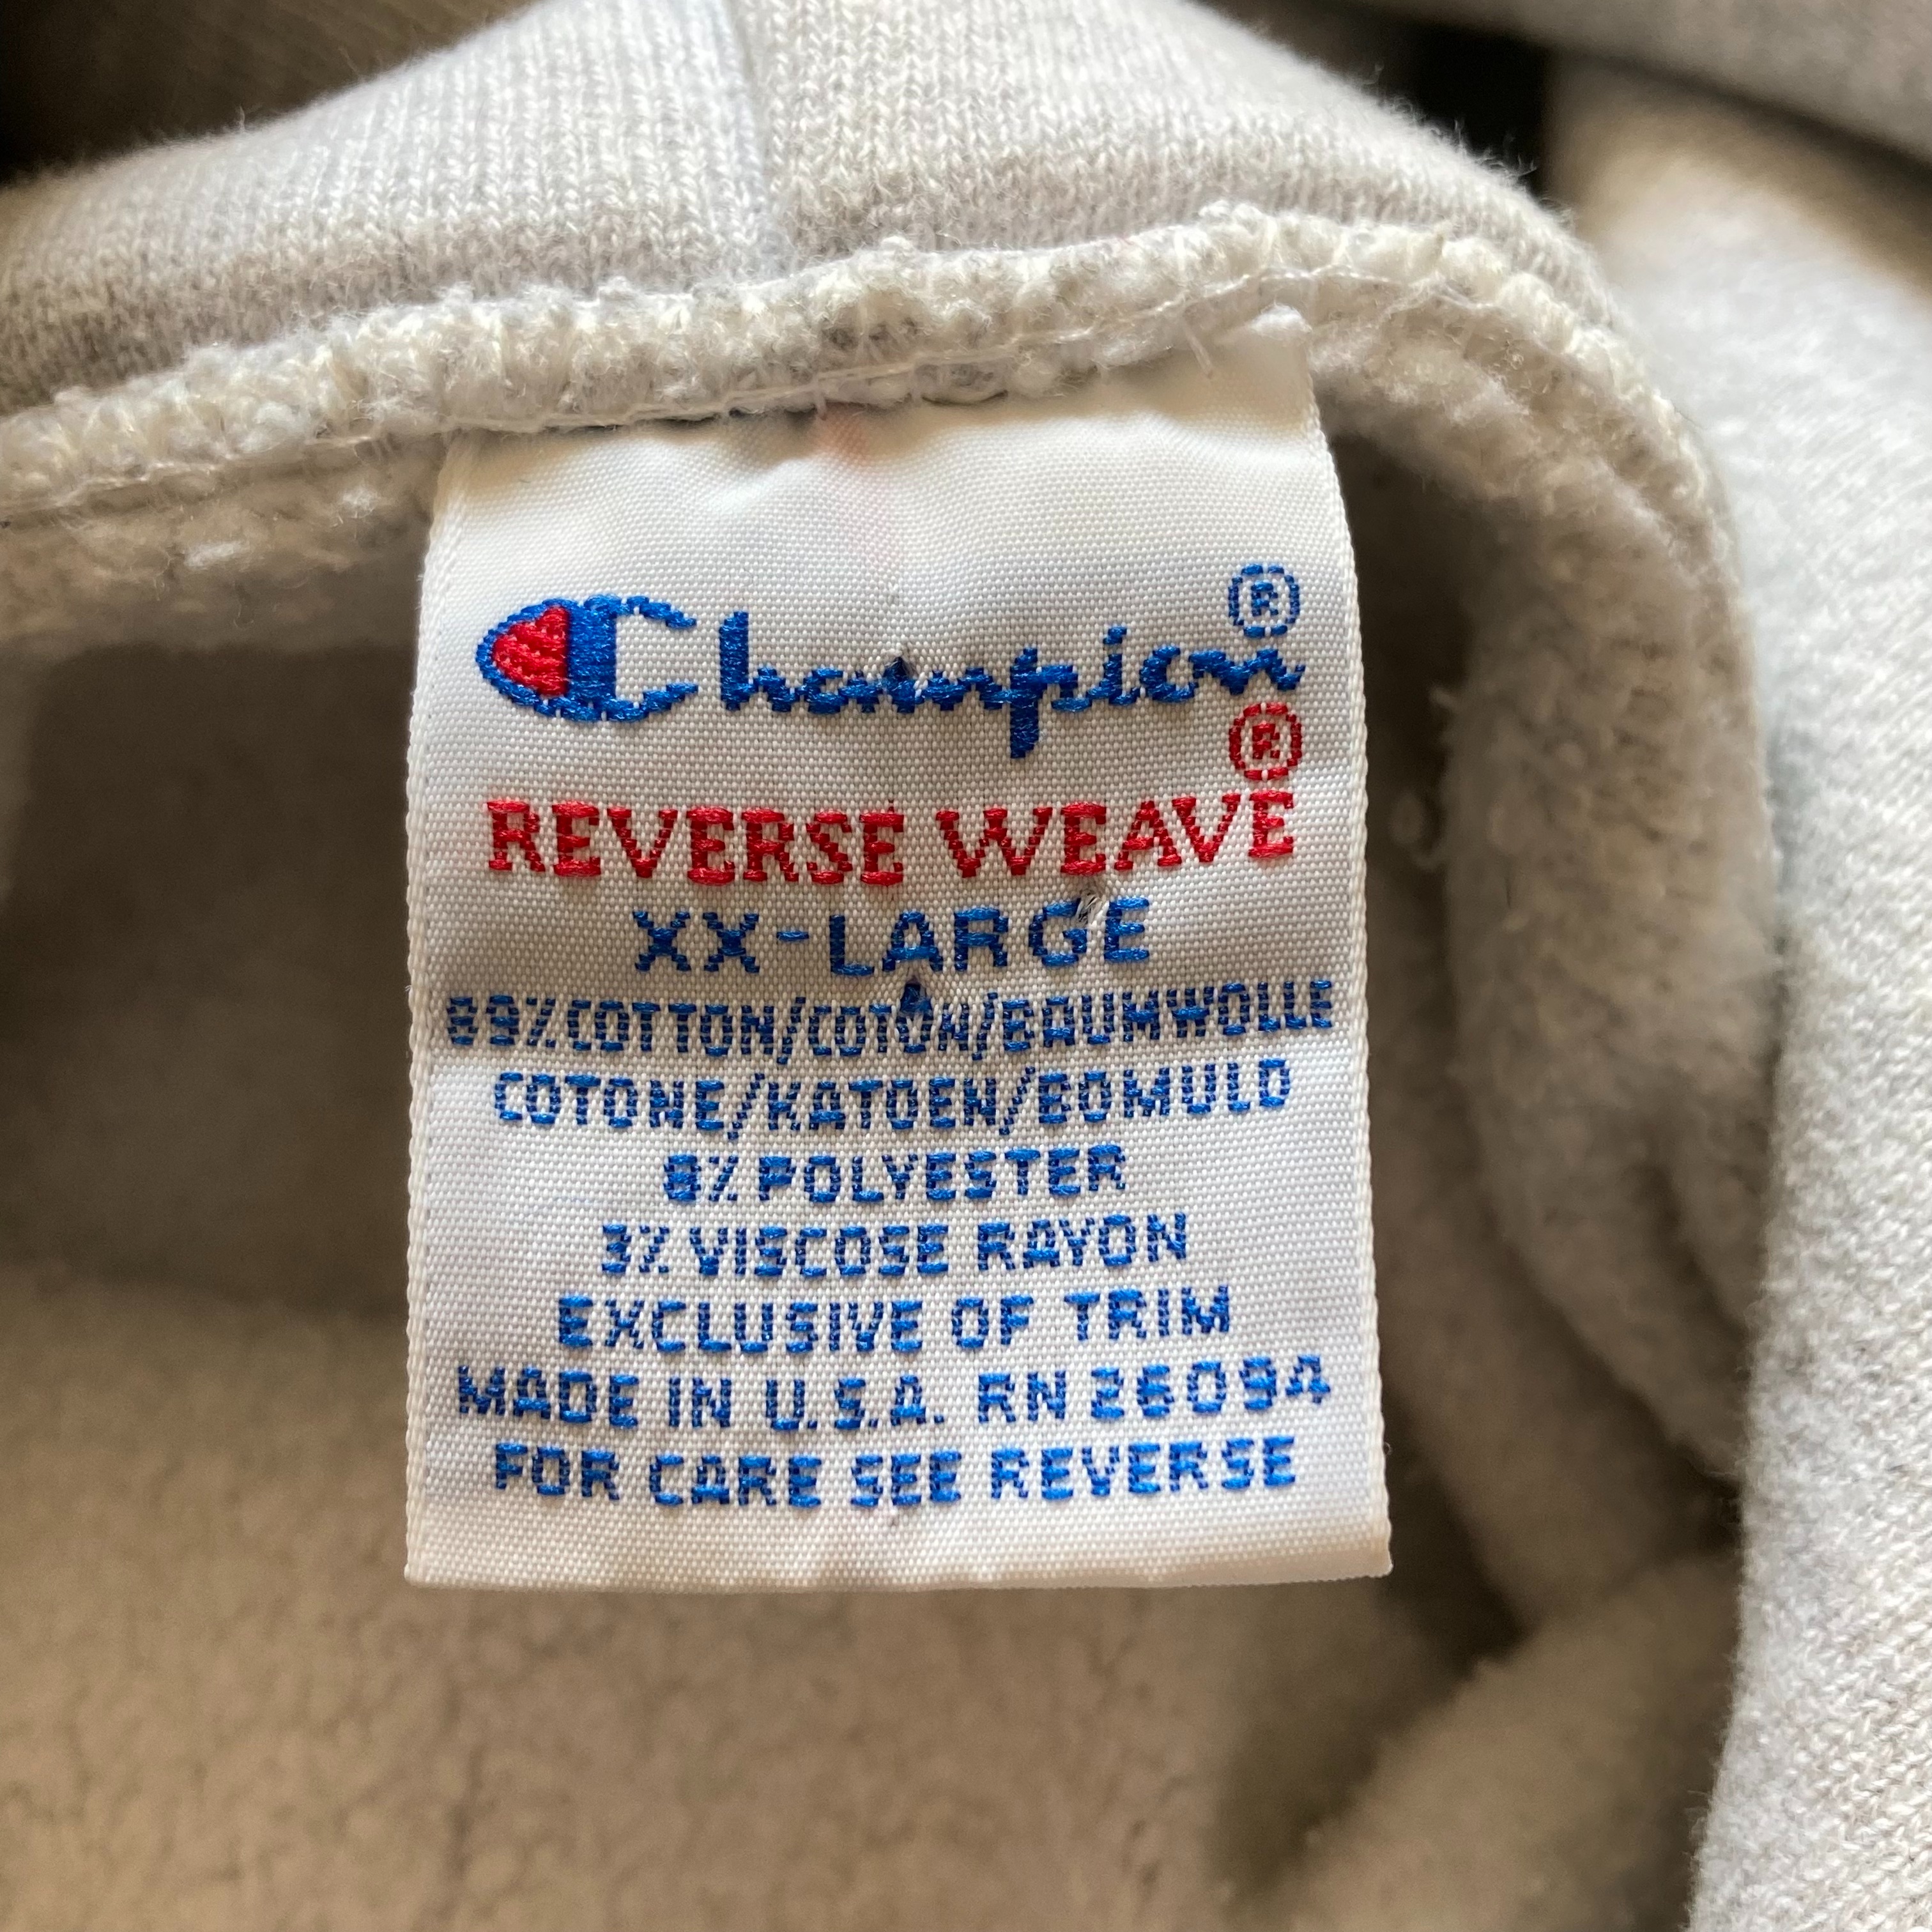 Champion®
REVERSE WEAVE®
XX-LARGE
89% COTTON/COTON/BAUMWOLLE
COTONE/KATOEN/BOMULD
8% POLYESTER
3% VISCOSE RAYON
EXCLUSIVE OF TRIM
MADE IN U.S.A. RN 26094
FOR CARE SEE REVERSE